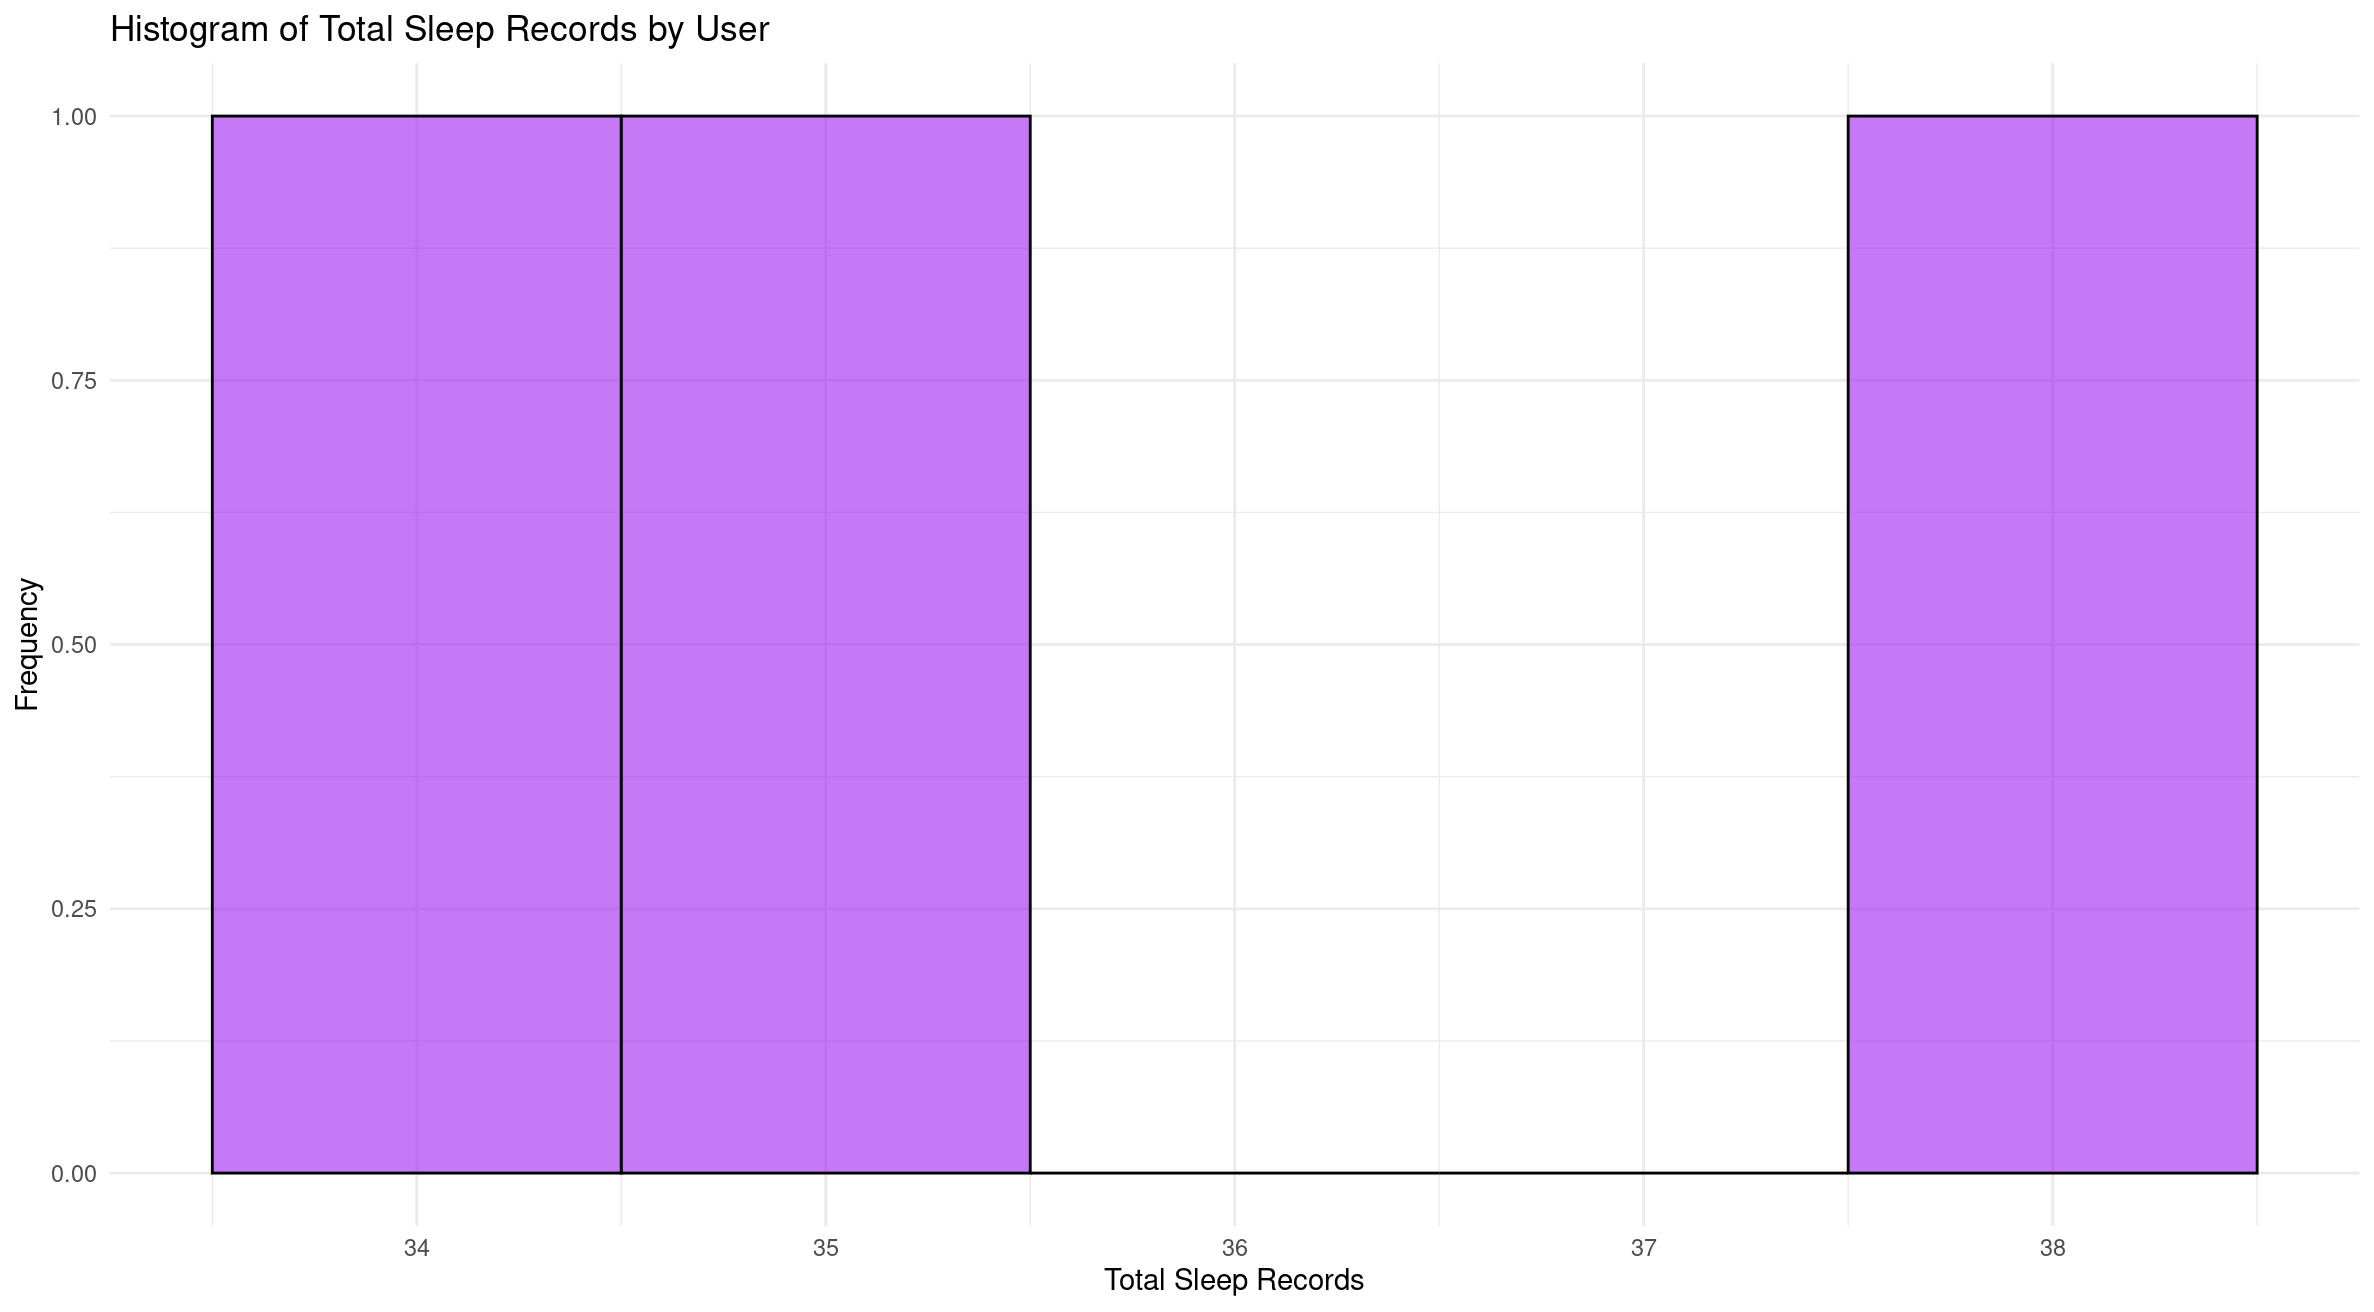 Histogram of Total Sleep Records by User
1.00
0.75
0.50
0.25
0.00
Frequency
34 35 36 37 38
Total Sleep Records